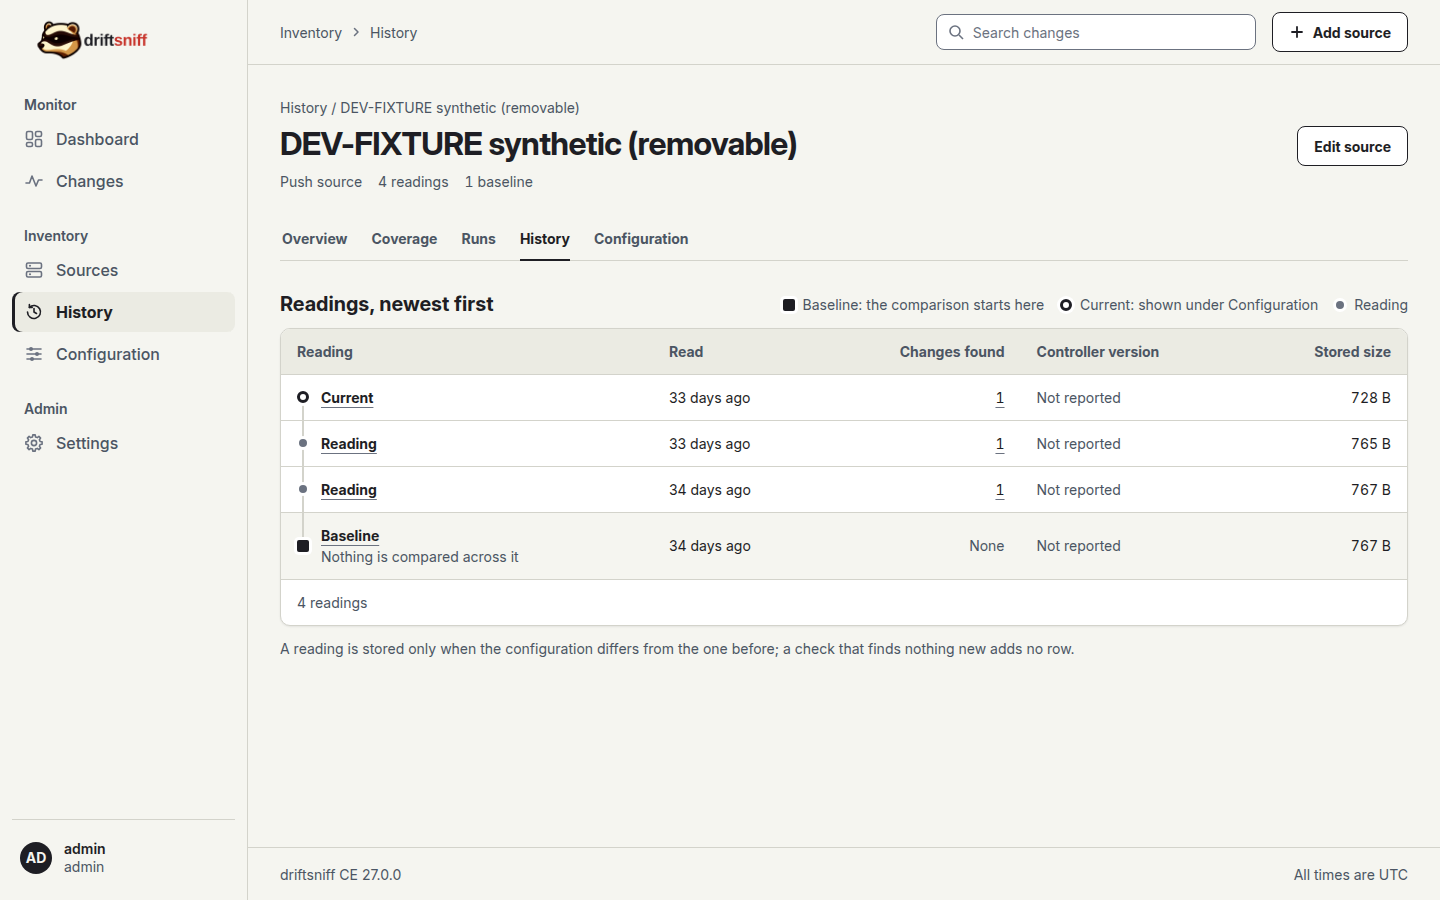 driftsniff
Inventory > History
Search changes
+ Add source
Monitor
Dashboard
Changes
Inventory
Sources
History
Configuration
Admin
Settings
History / DEV-FIXTURE synthetic (removable)
DEV-FIXTURE synthetic (removable)
Edit source
Push source 4 readings 1 baseline
Overview Coverage Runs History Configuration
Readings, newest first
Baseline: the comparison starts here Current: shown under Configuration Reading
Reading Read Changes found Controller version Stored size
Current 33 days ago 1 Not reported 728 B
Reading 33 days ago 1 Not reported 765 B
Reading 34 days ago 1 Not reported 767 B
Baseline
Nothing is compared across it
34 days ago None Not reported 767 B
4 readings
A reading is stored only when the configuration differs from the one before; a check that finds nothing new adds no row.
AD
admin
admin
driftsniff CE 27.0.0
All times are UTC